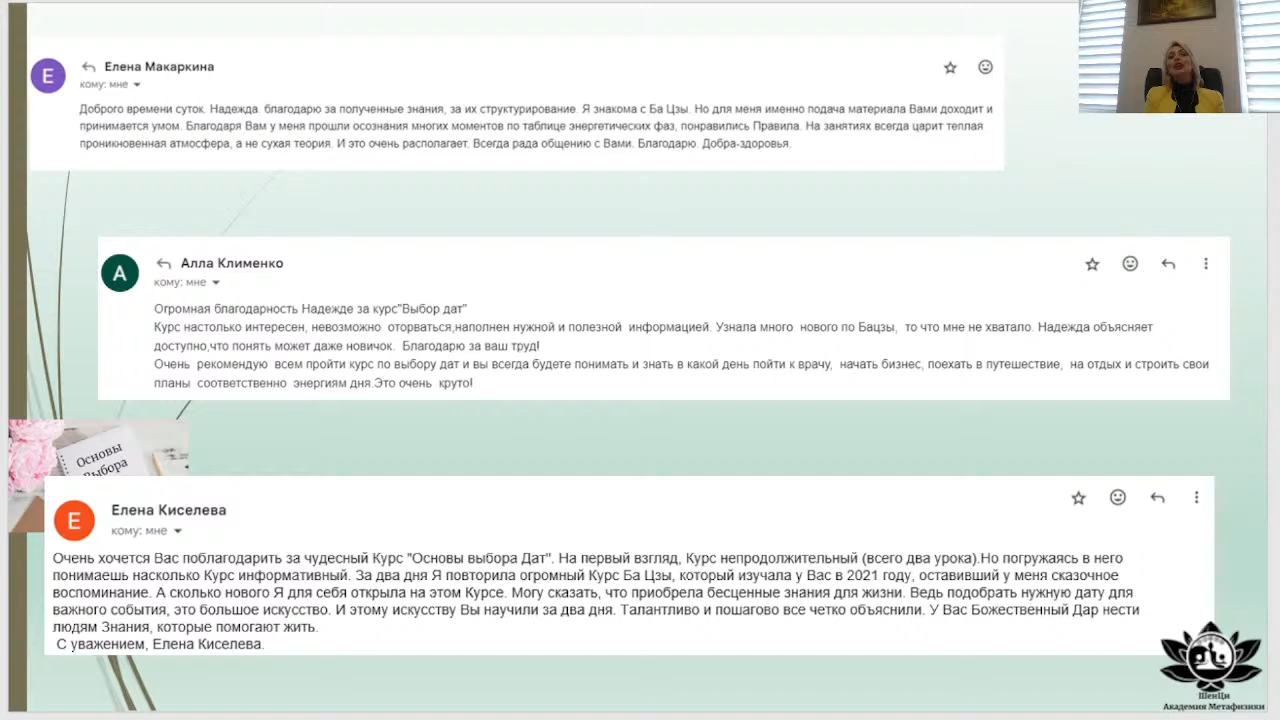 Е
Елена Макаркина
кому: мне
Доброго времени суток. Надежда. благодарю за полученные знания, за их структурирование. Я знакома с Ба Цзы. Но для меня именно подача материала Вами доходит и
принимается умом. Благодаря Вам у меня прошли осознания многих моментов по таблице энергетических фаз, понравились Правила. На занятиях всегда царит теплая
проникновенная атмосфера, а не сухая теория. И это очень располагает. Всегда рада общению с Вами. Благодарю. Добра-здоровья.
А
Алла Клименко
кому: мне
Огромная благодарность Надежде за курс"Выбор дат"
Курс настолько интересен, невозможно оторваться,наполнен нужной и полезной информацией. Узнала много нового по Бацзы, то что мне не хватало. Надежда объясняет
доступно,что понять может даже новичок. Благодарю за ваш труд!
Очень рекомендую всем пройти курс по выбору дат и вы всегда будете понимать и знать в какой день пойти к врачу, начать бизнес, поехать в путешествие, на отдых и строить свои
планы соответственно энергиям дня.Это очень круто!
Основы
Выбора
Е
Елена Киселева
кому: мне
Очень хочется Вас поблагодарить за чудесный Курс "Основы выбора Дат". На первый взгляд, Курс непродолжительный (всего два урока).Но погружаясь в него
понимаешь насколько Курс информативный. За два дня Я повторила огромный Курс Ба Цзы, который изучала у Вас в 2021 году, оставивший у меня сказочное
воспоминание. А сколько нового Я для себя открыла на этом Курсе. Могу сказать, что приобрела бесценные знания для жизни. Ведь подобрать нужную дату для
важного события, это большое искусство. И этому искусству Вы научили за два дня. Талантливо и пошагово все четко объяснили. У Вас Божественный Дар нести
людям Знания, которые помогают жить.
С уважением, Елена Киселева.
ШенЦи
Академия Метафизики